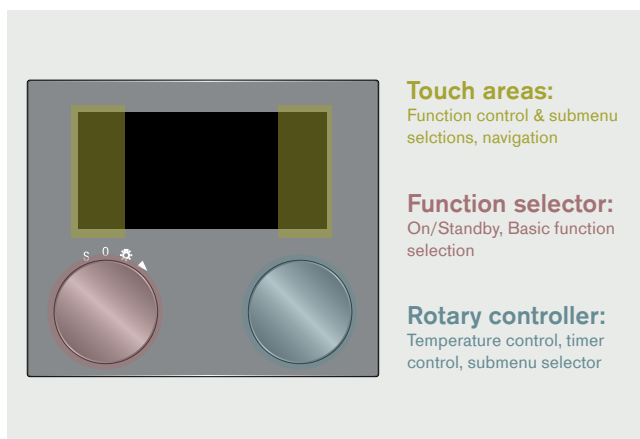 Touch areas:
Function control & submenu
selctions, navigation
Function selector:
On/Standby, Basic function
selection
S 0
Rotary controller:
Temperature control, timer
control, submenu selector